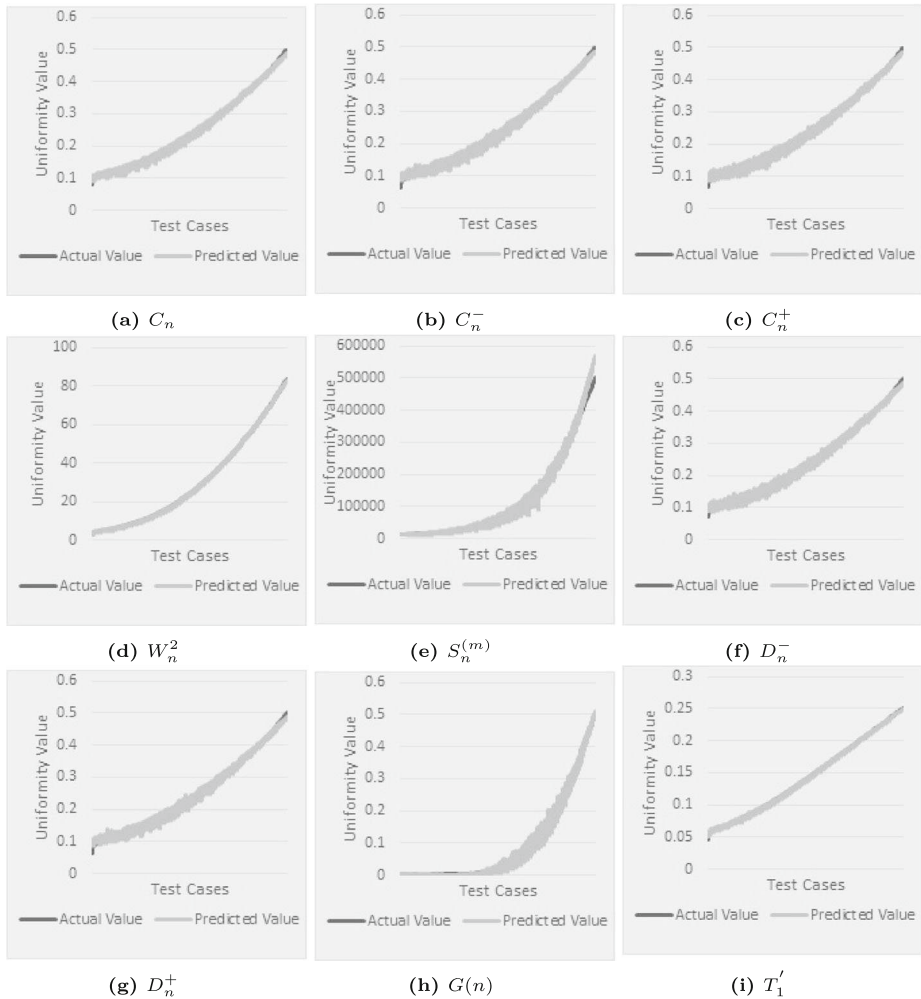 0.6
0.5
0.4
0.3
0.2
0.1
0
Uniformity Value
Test Cases
Actual Value Predicted Value
(a) Cₙ
0.6
0.5
0.4
0.3
0.2
0.1
0
Uniformity Value
Test Cases
Actual Value Predicted Value
(b) Cₙ⁻
0.6
0.5
0.4
0.3
0.2
0.1
0
Uniformity Value
Test Cases
Actual Value Predicted Value
(c) Cₙ⁺
100
80
60
40
20
0
Uniformity Value
Test Cases
Actual Value Predicted Value
(d) Wₙ²
600000
500000
400000
300000
200000
100000
0
Uniformity Value
Test Cases
Actual Value Predicted Value
(e) Sₙ⁽ᵐ⁾
0.6
0.5
0.4
0.3
0.2
0.1
0
Uniformity Value
Test Cases
Actual Value Predicted Value
(f) Dₙ⁻
0.6
0.5
0.4
0.3
0.2
0.1
0
Uniformity Value
Test Cases
Actual Value Predicted Value
(g) Dₙ⁺
0.6
0.5
0.4
0.3
0.2
0.1
0
Uniformity Value
Test Cases
Actual Value Predicted Value
(h) G(n)
0.3
0.25
0.2
0.15
0.1
0.05
0
Uniformity Value
Test Cases
Actual Value Predicted Value
(i) T₁′